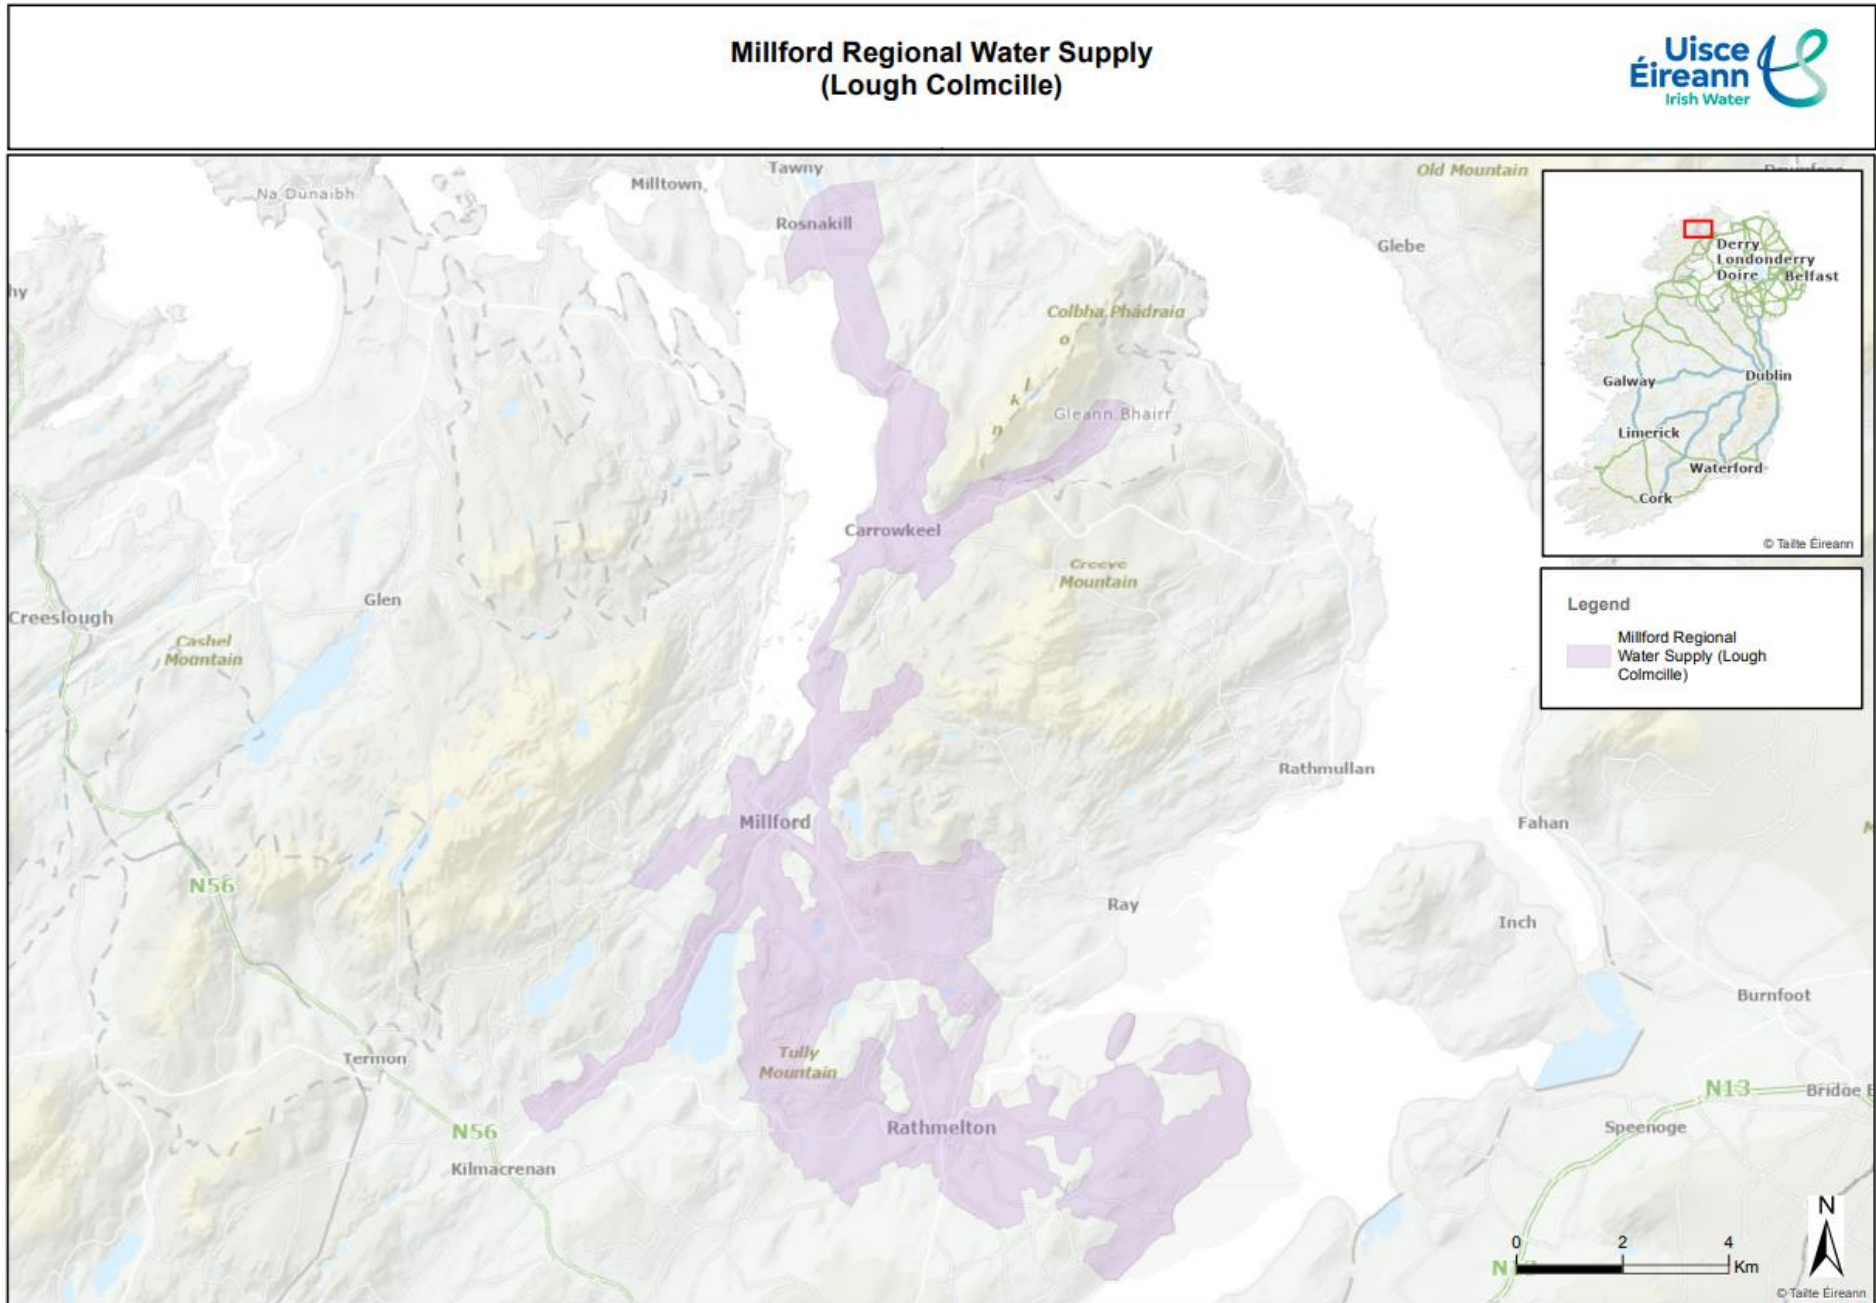 Millford Regional Water Supply
(Lough Colmcille)
Uisce
Éireann
Irish Water
Tawny
Na Dúnaibh
Milltown
Rosnakill
Old Mountain
Glebe
hy
Colbha Phádraig
o
l
k
n
Gleann Bhairr
Carrowkeel
Creeve
Mountain
Glen
Creeslough
Cashel
Mountain
Rathmullan
Millford
Fahan
N56
Ray
Inch
Burnfoot
Termon
Tully
Mountain
N13
Bridge E
N56
Rathmelton
Speenoge
Kilmacrenan
Derry
Londonderry
Doire
Belfast
Galway
Dublin
Limerick
Waterford
Cork
© Tailte Éireann
Legend
Millford Regional
Water Supply (Lough
Colmcille)
N
0 2 4
Km
© Tailte Éireann